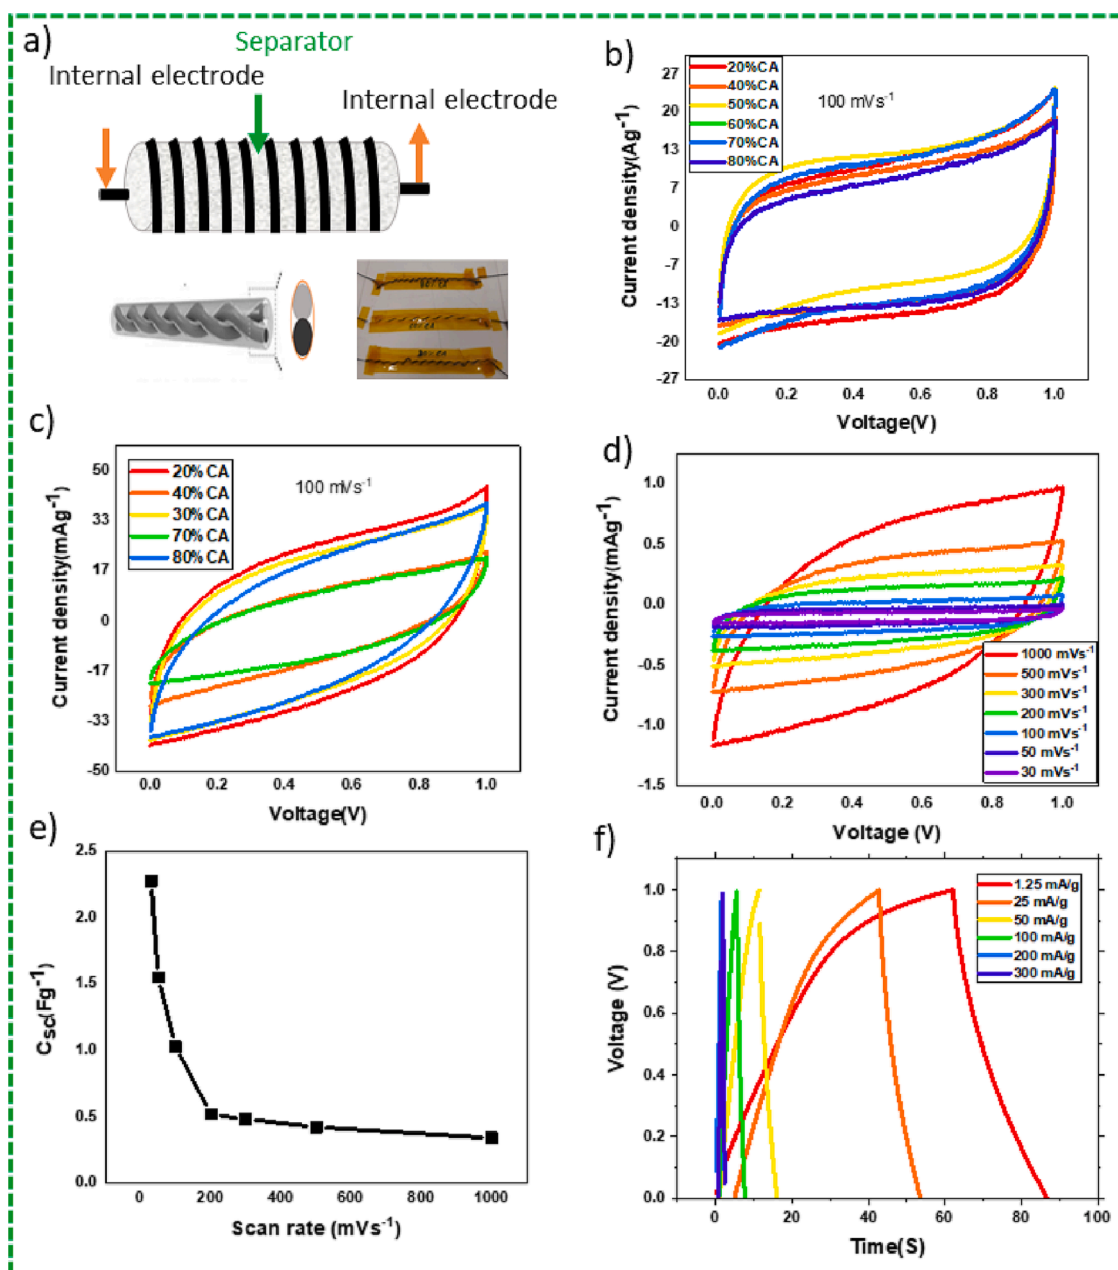 a)
Separator
Internal electrode
Internal electrode
b)
20%CA
40%CA
50%CA
60%CA
70%CA
80%CA
100 mVs⁻¹
27
20
13
7
0
-7
-13
-20
-27
Current density(Ag⁻¹)
0.0 0.2 0.4 0.6 0.8 1.0
Voltage(V)
c)
20% CA
40% CA
30% CA
70% CA
80% CA
100 mVs⁻¹
50
33
17
0
-17
-33
-50
Current density(mAg⁻¹)
0.0 0.2 0.4 0.6 0.8 1.0
Voltage(V)
d)
1.0
0.5
0.0
-0.5
-1.0
-1.5
Current density(mAg⁻¹)
1000 mVs⁻¹
500 mVs⁻¹
300 mVs⁻¹
200 mVs⁻¹
100 mVs⁻¹
50 mVs⁻¹
30 mVs⁻¹
0.0 0.2 0.4 0.6 0.8 1.0
Voltage (V)
e)
2.5
2.0
1.5
1.0
0.5
0.0
Csc(Fg⁻¹)
0 200 400 600 800 1000
Scan rate (mVs⁻¹)
f)
1.25 mA/g
25 mA/g
50 mA/g
100 mA/g
200 mA/g
300 mA/g
1.0
0.8
0.6
0.4
0.2
0.0
Voltage (V)
0 20 40 60 80 100
Time(S)